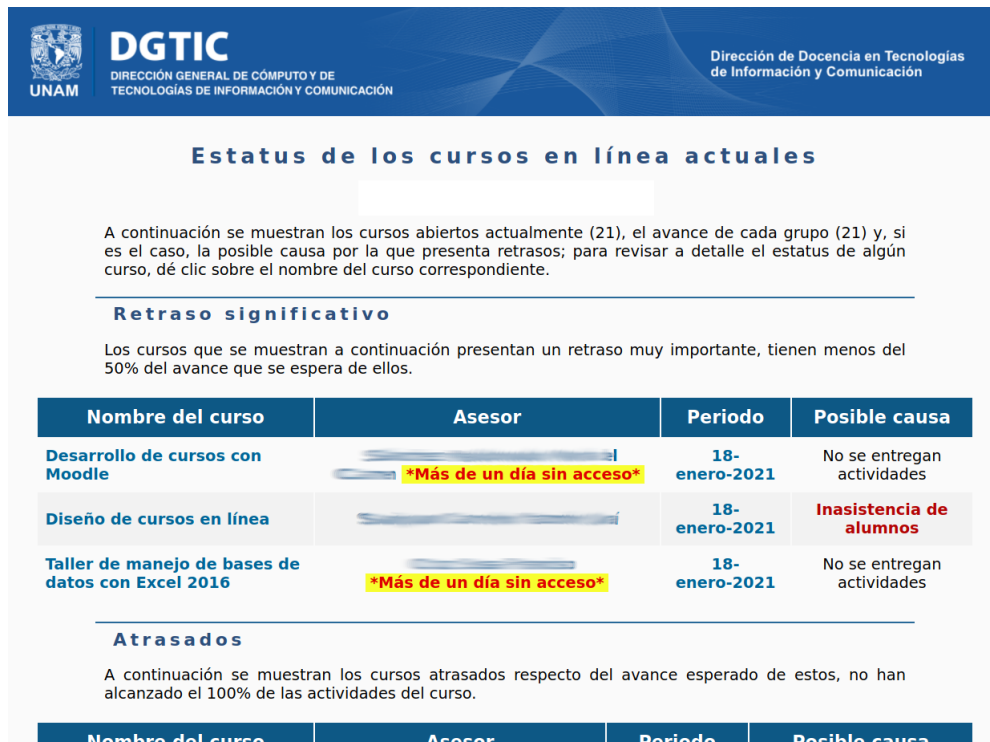 UNAM
DGTIC
DIRECCIÓN GENERAL DE CÓMPUTO Y DE
TECNOLOGÍAS DE INFORMACIÓN Y COMUNICACIÓN
Dirección de Docencia en Tecnologías
de Información y Comunicación
Estatus de los cursos en línea actuales
A continuación se muestran los cursos abiertos actualmente (21), el avance de cada grupo (21) y, si
es el caso, la posible causa por la que presenta retrasos; para revisar a detalle el estatus de algún
curso, dé clic sobre el nombre del curso correspondiente.
Retraso significativo
Los cursos que se muestran a continuación presentan un retraso muy importante, tienen menos del
50% del avance que se espera de ellos.
Nombre del curso Asesor Periodo Posible causa
Desarrollo de cursos con 18- No se entregan
Moodle *Más de un día sin acceso* enero-2021 actividades
Diseño de cursos en línea 18- Inasistencia de
enero-2021 alumnos
Taller de manejo de bases de 18- No se entregan
datos con Excel 2016 *Más de un día sin acceso* enero-2021 actividades
Atrasados
A continuación se muestran los cursos atrasados respecto del avance esperado de estos, no han
alcanzado el 100% de las actividades del curso.
Nombre del curso Asesor Periodo Posible causa